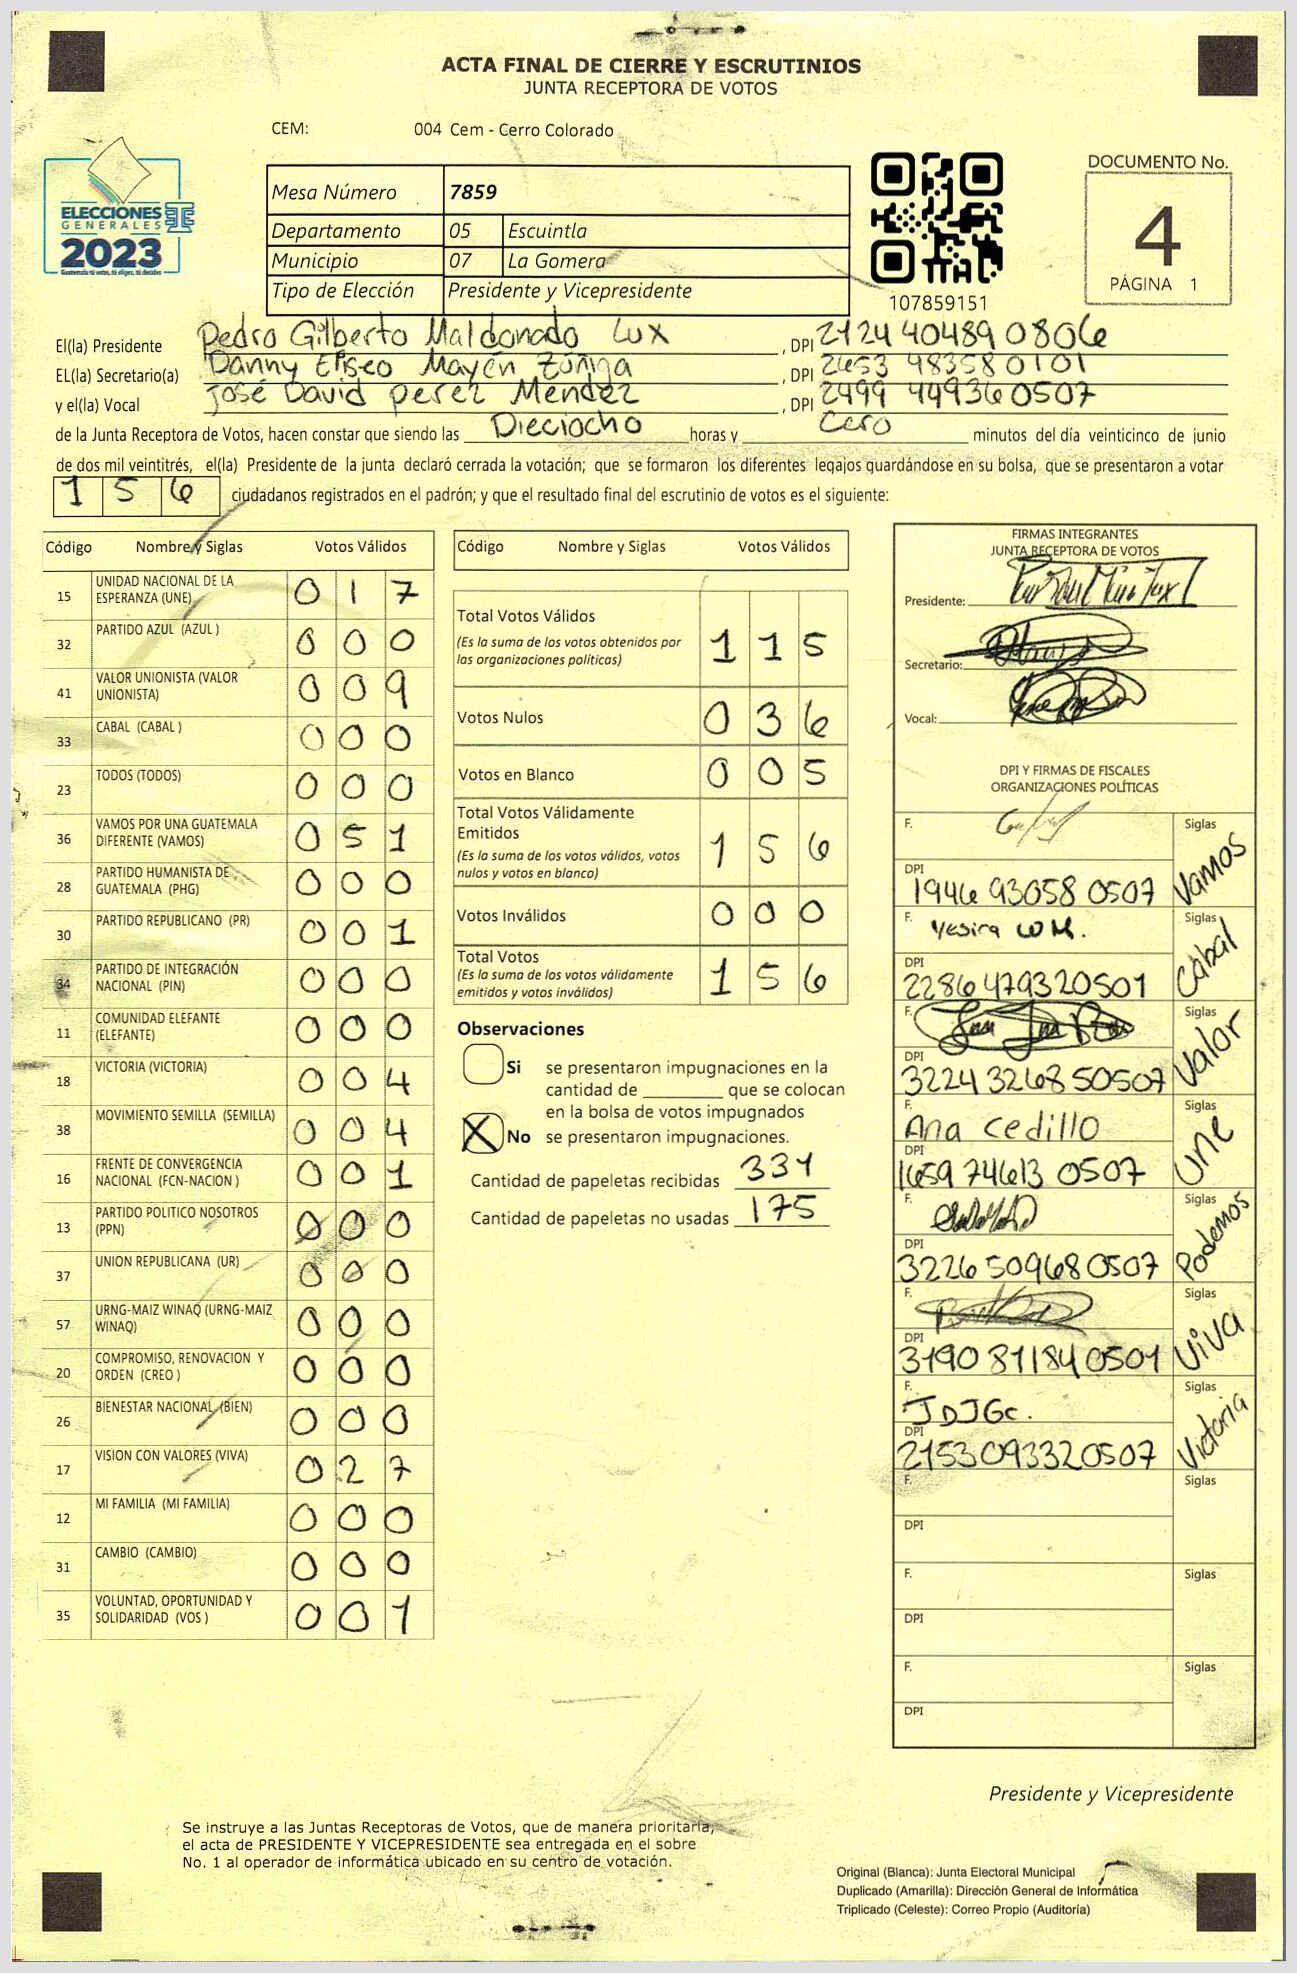 ACTA FINAL DE CIERRE Y ESCRUTINIOS
JUNTA RECEPTORA DE VOTOS
CEM: 004 Cem - Cerro Colorado
ELECCIONES
GENERALES
2023
Guatemala tú votas, tú eliges, tú decides
Mesa Número 7859
Departamento 05 Escuintla
Municipio 07 La Gomera
Tipo de Elección Presidente y Vicepresidente
107859151
DOCUMENTO No.
4
PÁGINA 1
El(la) Presidente Pedro Gilberto Maldonado Lux , DPI 2124 40489 0806
EL(la) Secretario(a) Danny Eliseo Mayén Zúñiga , DPI 2653 48358 0101
y el(la) Vocal José David perez Mendez , DPI 2499 44936 0507
de la Junta Receptora de Votos, hacen constar que siendo las Dieciocho horas y Cero minutos del día veinticinco de junio
de dos mil veintitrés, el(la) Presidente de la junta declaró cerrada la votación; que se formaron los diferentes legajos guardándose en su bolsa, que se presentaron a votar
156 ciudadanos registrados en el padrón; y que el resultado final del escrutinio de votos es el siguiente:
Código Nombre y Siglas Votos Válidos
15 UNIDAD NACIONAL DE LA ESPERANZA (UNE) 0 1 7
32 PARTIDO AZUL (AZUL ) 0 0 0
41 VALOR UNIONISTA (VALOR UNIONISTA) 0 0 9
33 CABAL (CABAL ) 0 0 0
23 TODOS (TODOS) 0 0 0
36 VAMOS POR UNA GUATEMALA DIFERENTE (VAMOS) 0 5 1
28 PARTIDO HUMANISTA DE GUATEMALA (PHG) 0 0 0
30 PARTIDO REPUBLICANO (PR) 0 0 1
34 PARTIDO DE INTEGRACIÓN NACIONAL (PIN) 0 0 0
11 COMUNIDAD ELEFANTE (ELEFANTE) 0 0 0
18 VICTORIA (VICTORIA) 0 0 4
38 MOVIMIENTO SEMILLA (SEMILLA) 0 0 4
16 FRENTE DE CONVERGENCIA NACIONAL (FCN-NACION ) 0 0 1
13 PARTIDO POLITICO NOSOTROS (PPN) 0 0 0
37 UNION REPUBLICANA (UR) 0 0 0
57 URNG-MAIZ WINAQ (URNG-MAIZ WINAQ) 0 0 0
20 COMPROMISO, RENOVACION Y ORDEN (CREO ) 0 0 0
26 BIENESTAR NACIONAL (BIEN) 0 0 0
17 VISION CON VALORES (VIVA) 0 2 7
12 MI FAMILIA (MI FAMILIA) 0 0 0
31 CAMBIO (CAMBIO) 0 0 0
35 VOLUNTAD, OPORTUNIDAD Y SOLIDARIDAD (VOS ) 0 0 1
Código Nombre y Siglas Votos Válidos
Total Votos Válidos
(Es la suma de los votos obtenidos por
las organizaciones políticas) 1 1 5
Votos Nulos 0 3 6
Votos en Blanco 0 0 5
Total Votos Válidamente
Emitidos
(Es la suma de los votos válidos, votos
nulos y votos en blanco) 1 5 6
Votos Inválidos 0 0 0
Total Votos
(Es la suma de los votos válidamente
emitidos y votos inválidos) 1 5 6
Observaciones
Si se presentaron impugnaciones en la
cantidad de ________ que se colocan
en la bolsa de votos impugnados
X No se presentaron impugnaciones.
Cantidad de papeletas recibidas 331
Cantidad de papeletas no usadas 175
FIRMAS INTEGRANTES
JUNTA RECEPTORA DE VOTOS
Presidente:
Secretario:
Vocal:
DPI Y FIRMAS DE FISCALES
ORGANIZACIONES POLÍTICAS
F. Siglas Vamos
DPI 1946 93058 0507
F. Yesira Siglas Cabal
DPI 2286 47932 0501
F. Siglas Valor
DPI 3224 32685 0507
F. Ana Cedillo Siglas Une
DPI 1659 74613 0507
F. Siglas Podemos
DPI 3226 50968 0507
F. Siglas Viva
DPI 3190 81184 0501
F. JDJGc. Siglas Victoria
DPI 2153 09332 0507
F. Siglas
DPI
F. Siglas
DPI
F. Siglas
DPI
Presidente y Vicepresidente
Se instruye a las Juntas Receptoras de Votos, que de manera prioritaria,
el acta de PRESIDENTE Y VICEPRESIDENTE sea entregada en el sobre
No. 1 al operador de informática ubicado en su centro de votación.
Original (Blanca): Junta Electoral Municipal
Duplicado (Amarilla): Dirección General de Informática
Triplicado (Celeste): Correo Propio (Auditoría)